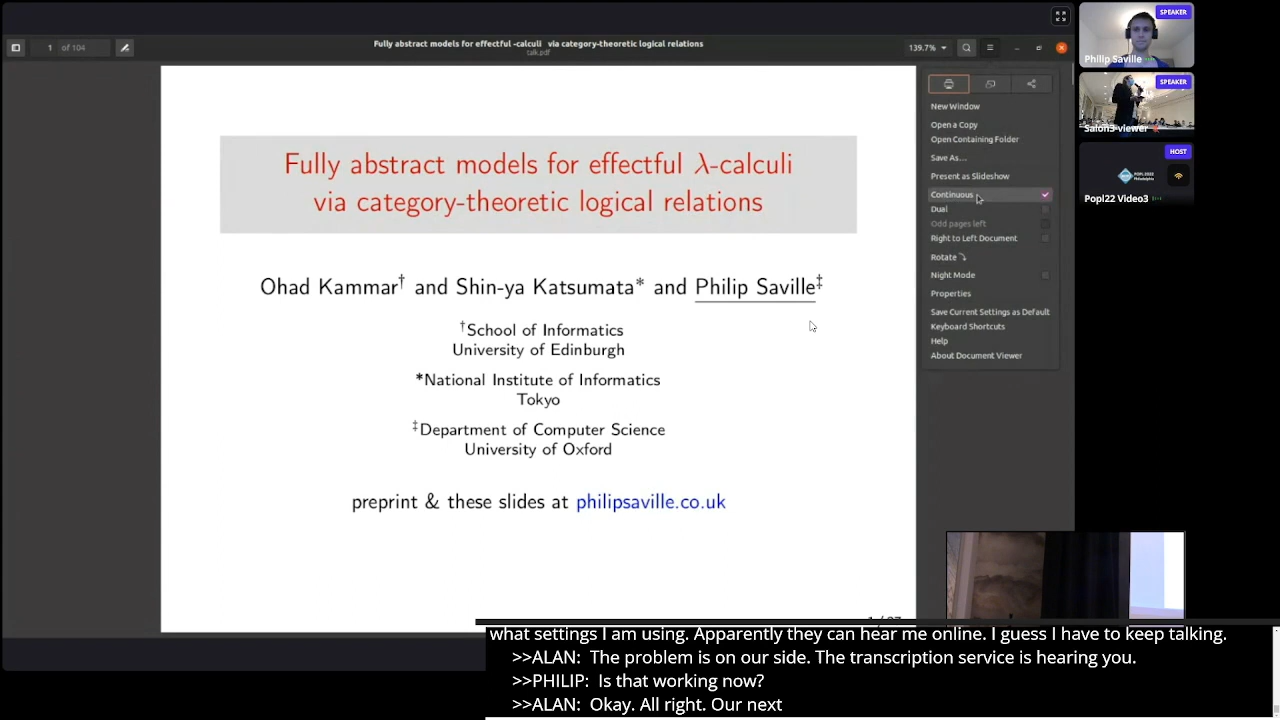 1 of 104
Fully abstract models for effectful -calculi via category-theoretic logical relations
talk.pdf
139.7%
Fully abstract models for effectful λ-calculi
via category-theoretic logical relations
Ohad Kammar† and Shin-ya Katsumata* and Philip Saville‡
†School of Informatics
University of Edinburgh
*National Institute of Informatics
Tokyo
‡Department of Computer Science
University of Oxford
preprint & these slides at philipsaville.co.uk
New Window
Open a Copy
Open Containing Folder
Save As...
Present as Slideshow
Continuous
Dual
Odd pages left
Right to Left Document
Rotate
Night Mode
Properties
Save Current Settings as Default
Keyboard Shortcuts
Help
About Document Viewer
SPEAKER
Philip Saville
SPEAKER
Salon3-viewer
HOST
POPL 2022
Philadelphia
Popl22 Video3
what settings I am using. Apparently they can hear me online. I guess I have to keep talking.
>>ALAN: The problem is on our side. The transcription service is hearing you.
>>PHILIP: Is that working now?
>>ALAN: Okay. All right. Our next